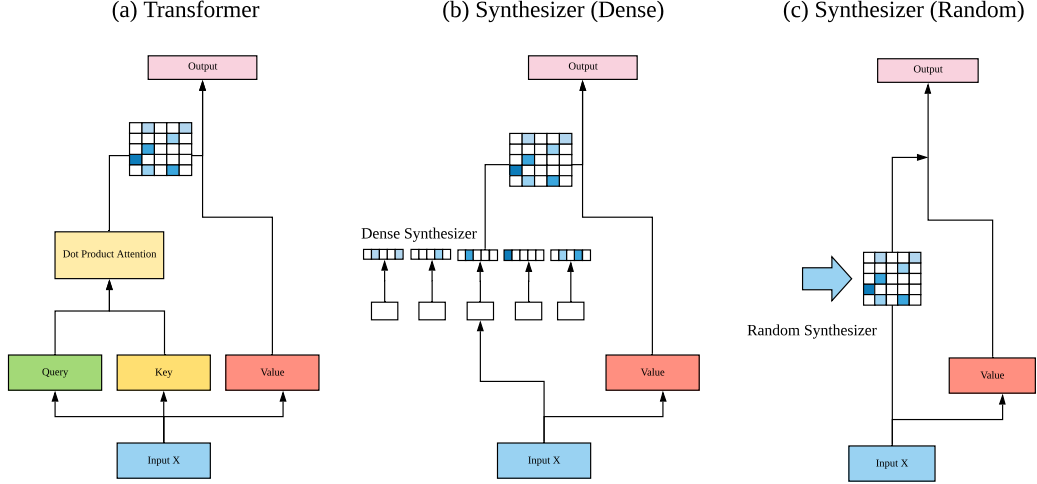 (a) Transformer
Output
Dot Product Attention
Query
Key
Value
Input X
(b) Synthesizer (Dense)
Output
Dense Synthesizer
Value
Input X
(c) Synthesizer (Random)
Output
Random Synthesizer
Value
Input X